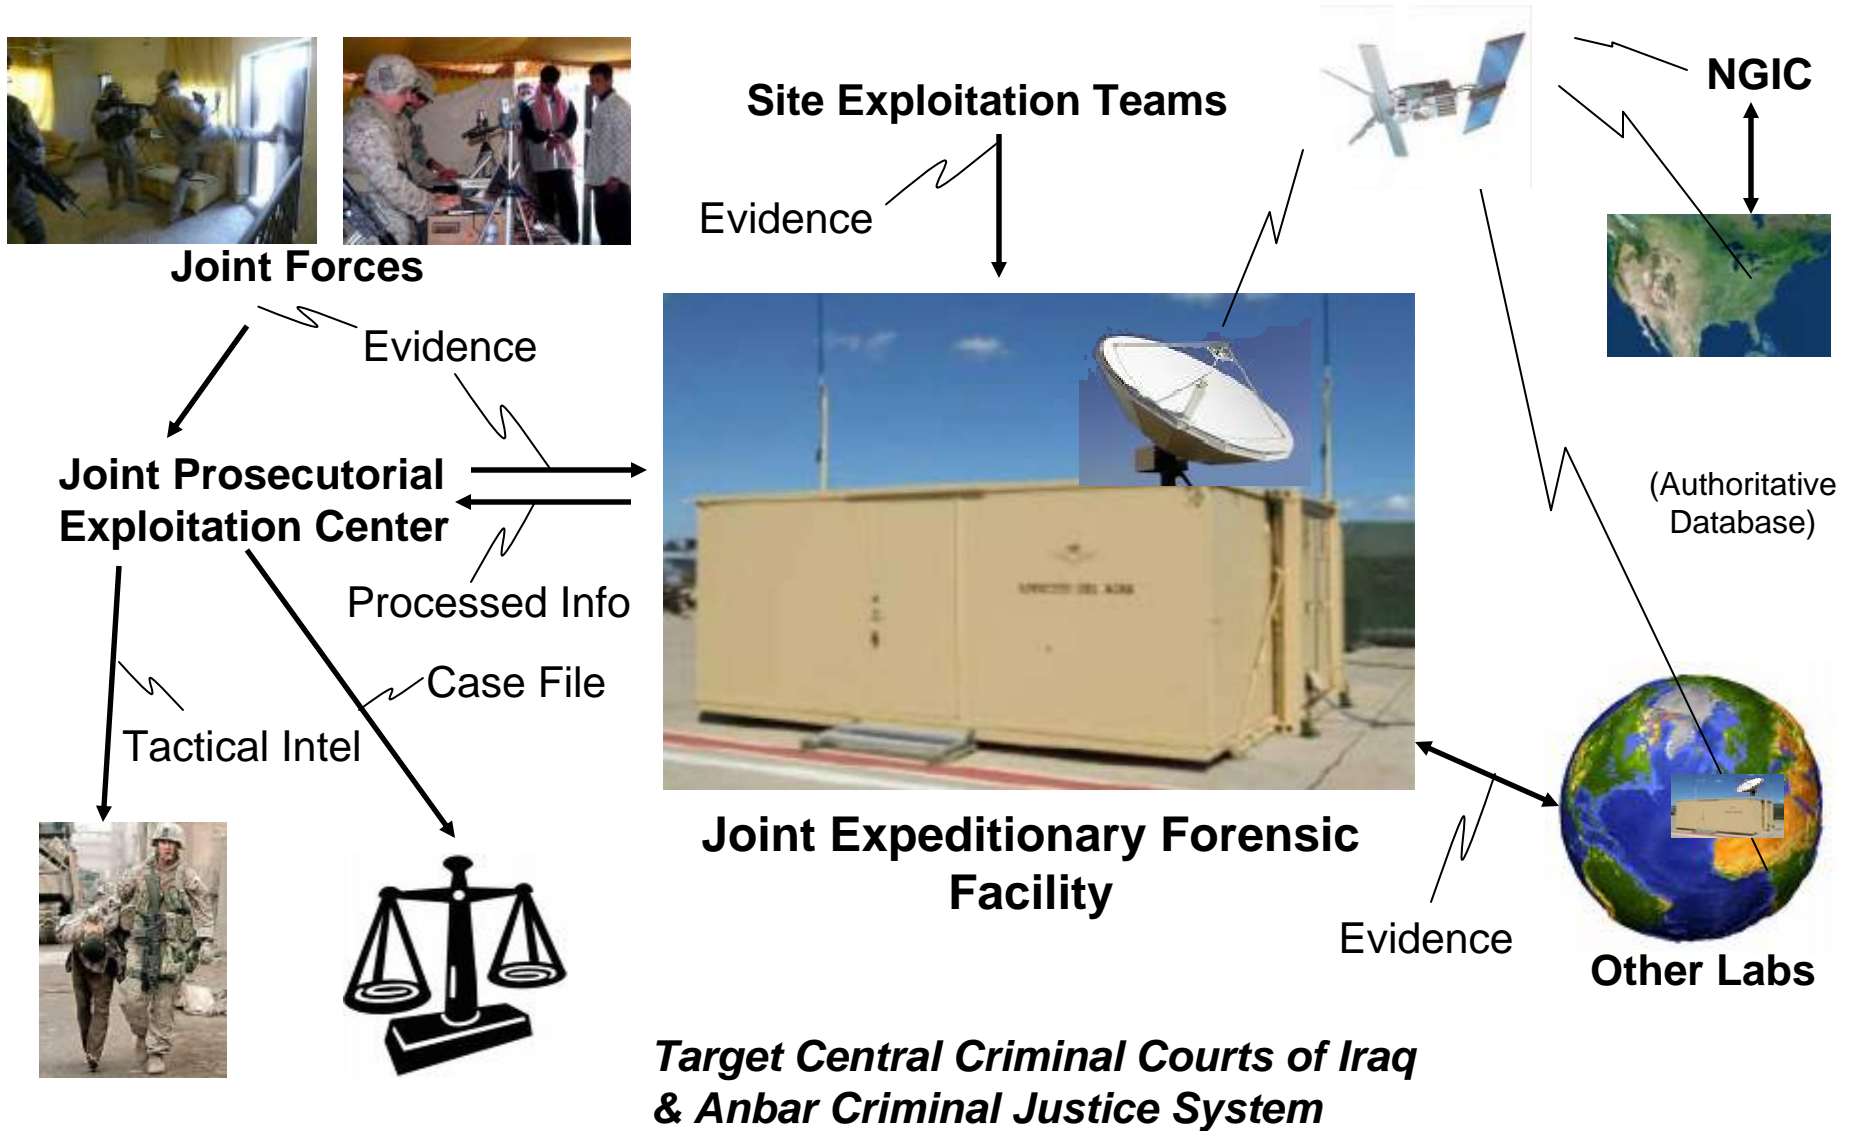 Site Exploitation Teams
NGIC
Evidence
Joint Forces
Evidence
Joint Prosecutorial
Exploitation Center
(Authoritative
Database)
Processed Info
Case File
Tactical Intel
Joint Expeditionary Forensic
Facility
Evidence
Other Labs
Target Central Criminal Courts of Iraq
& Anbar Criminal Justice System